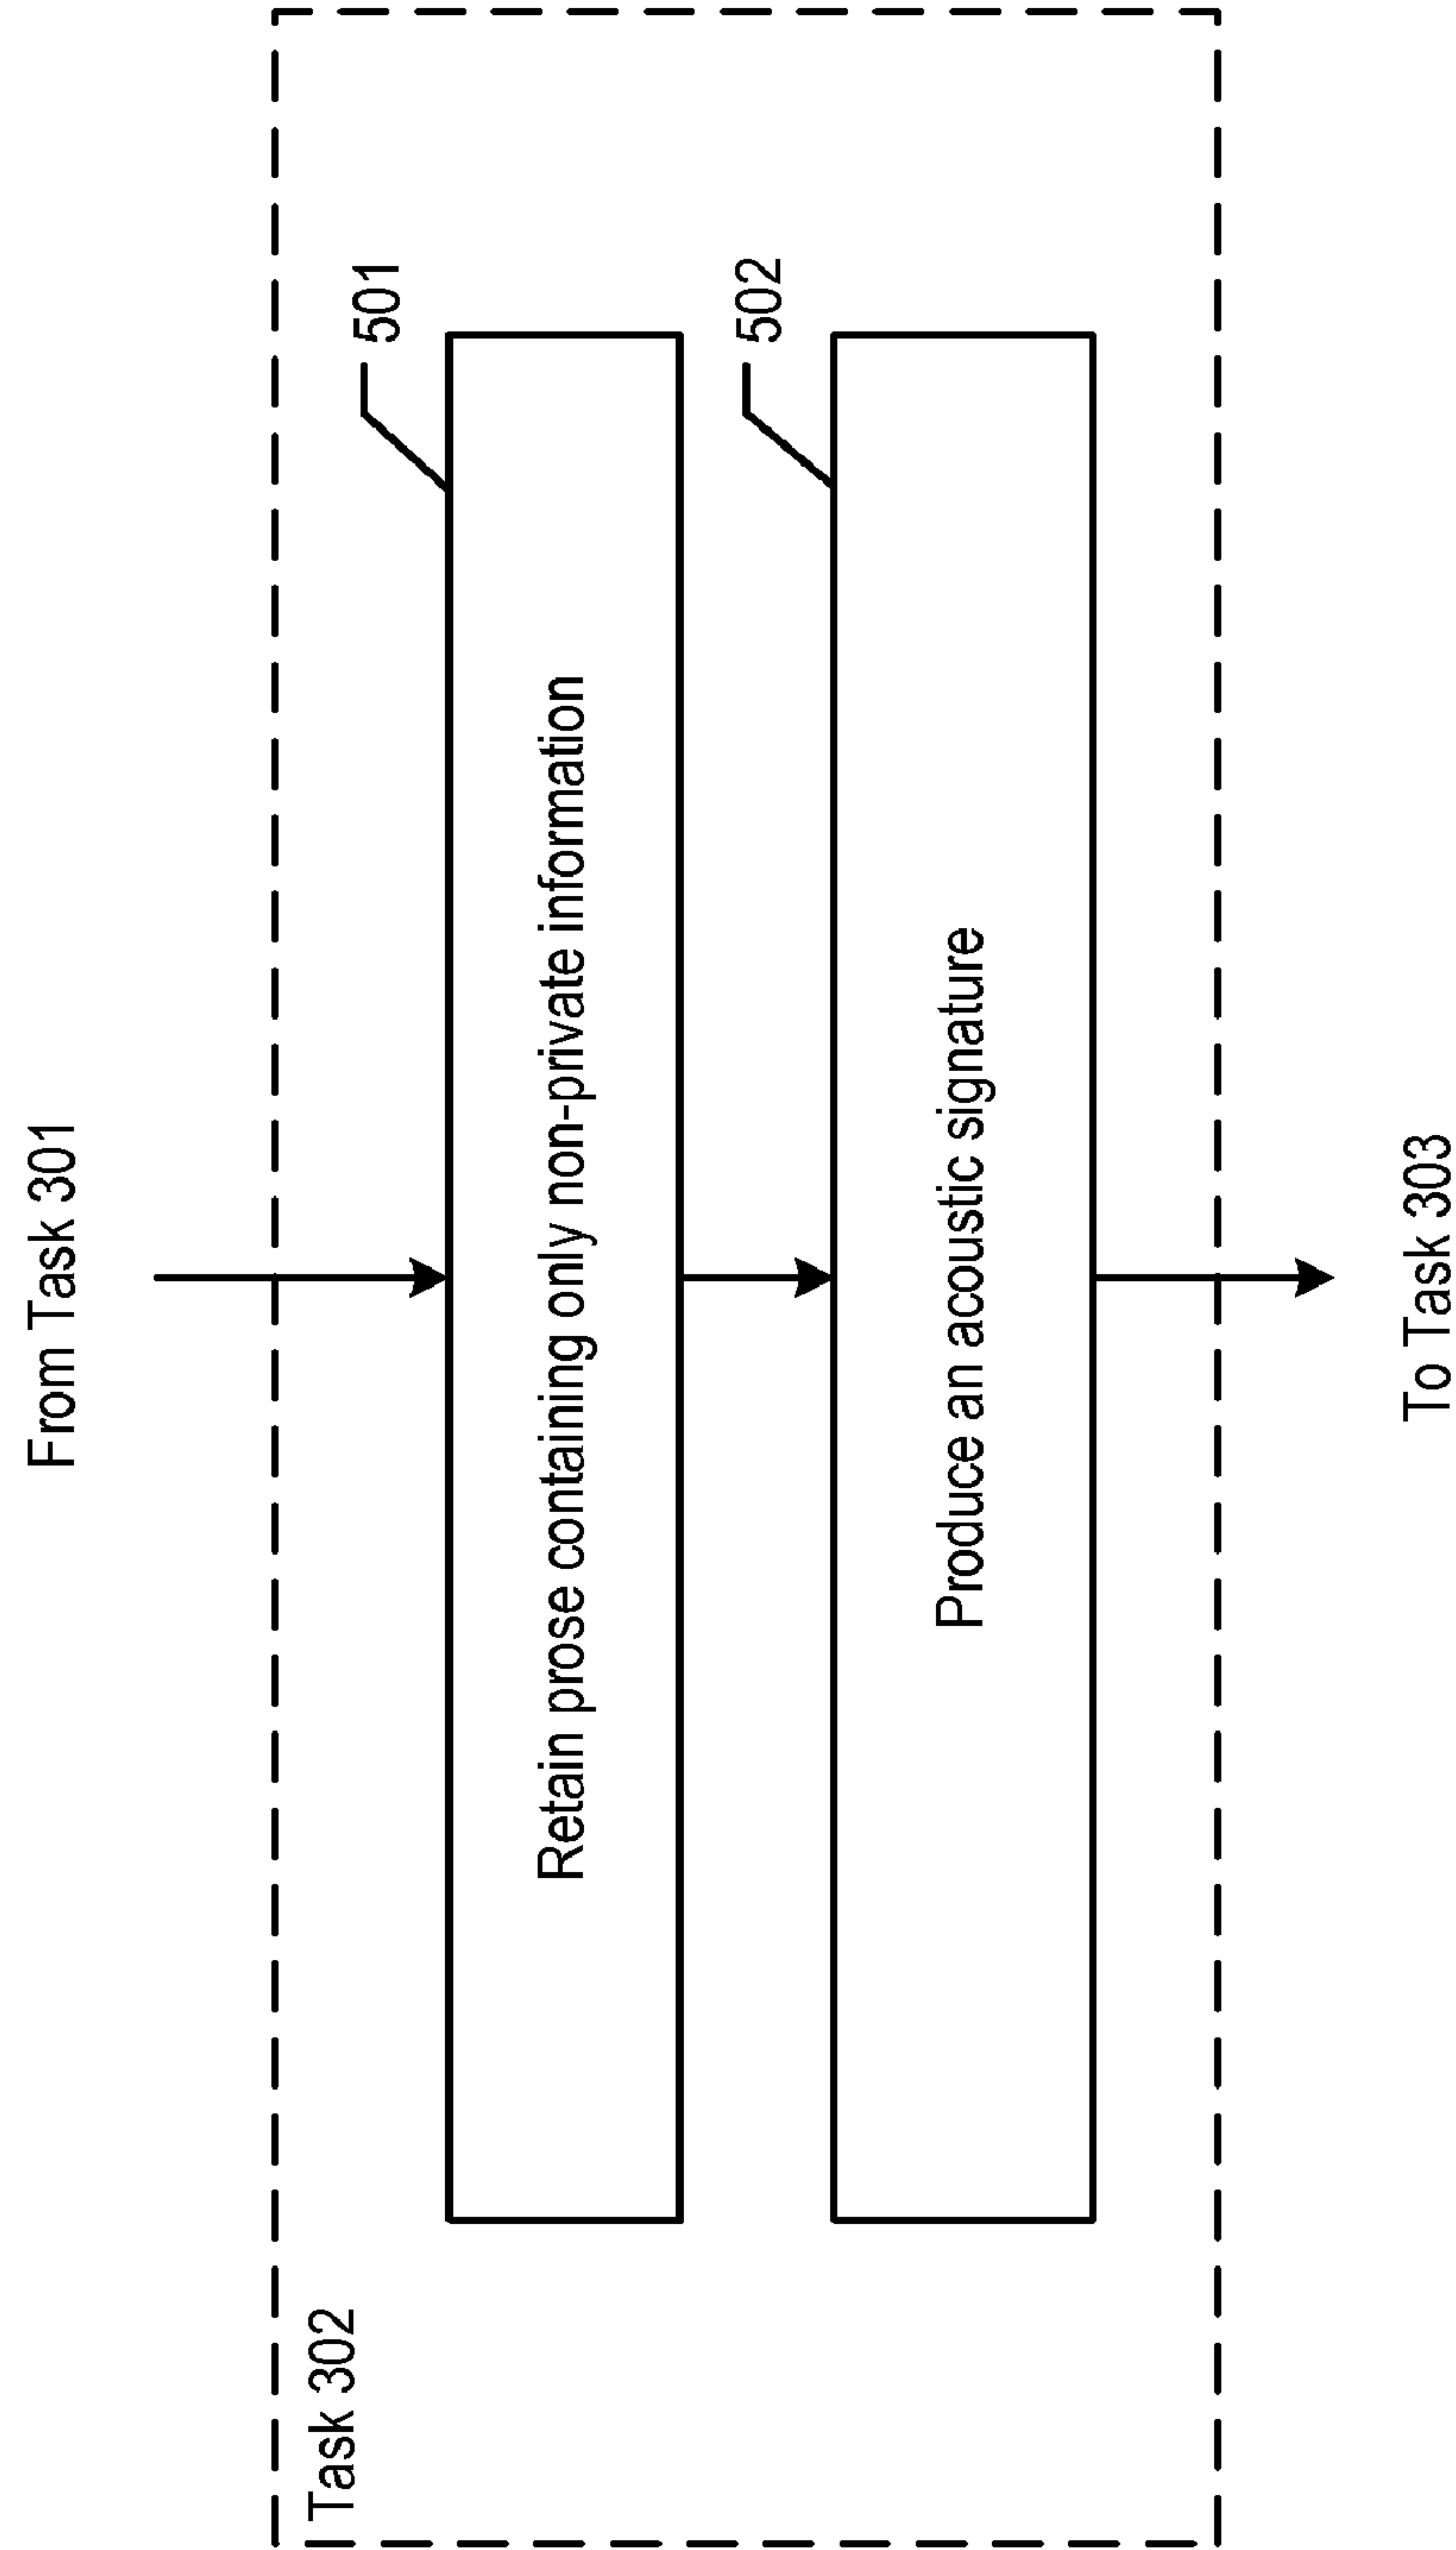 From Task 301
Task 302
501
Retain prose containing only non-private information
502
Produce an acoustic signature
To Task 303